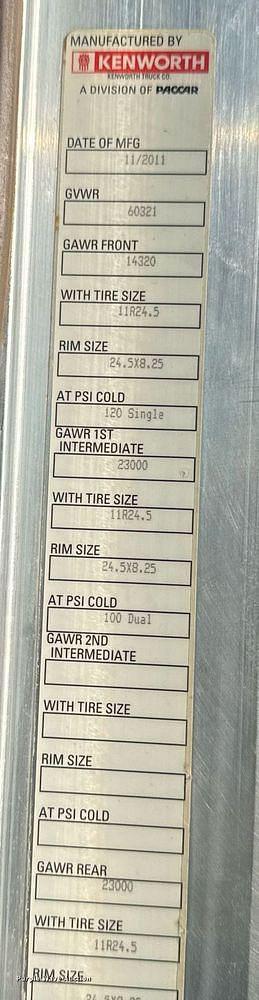 MANUFACTURED BY
KENWORTH
KENWORTH TRUCK CO.
A DIVISION OF PACCAR
DATE OF MFG
11/2011
GVWR
60321
GAWR FRONT
14320
WITH TIRE SIZE
11R24.5
RIM SIZE
24.5X8.25
AT PSI COLD
120 Single
GAWR 1ST
INTERMEDIATE
23000
WITH TIRE SIZE
11R24.5
RIM SIZE
24.5X8.25
AT PSI COLD
100 Dual
GAWR 2ND
INTERMEDIATE
WITH TIRE SIZE
RIM SIZE
AT PSI COLD
GAWR REAR
23000
WITH TIRE SIZE
11R24.5
RIM SIZE